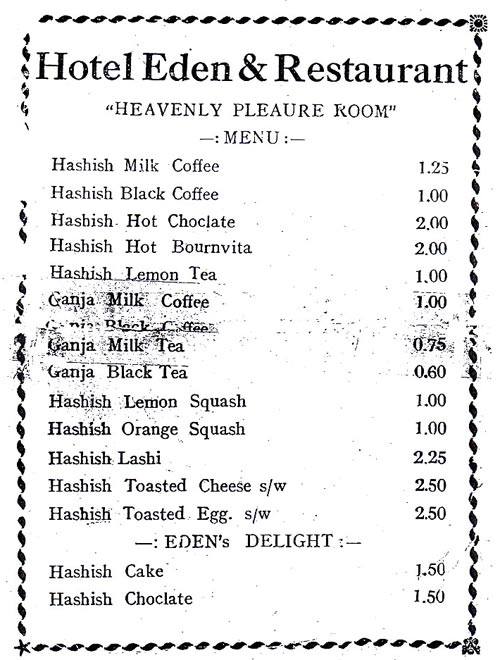 Hotel Eden & Restaurant
"HEAVENLY PLEAURE ROOM"
—: MENU :—
Hashish Milk Coffee 1.25
Hashish Black Coffee 1.00
Hashish Hot Choclate 2.00
Hashish Hot Bournvita 2.00
Hashish Lemon Tea 1.00
Ganja Milk Coffee 1.00
Ganja Black Coffee
Ganja Milk Tea 0.75
Ganja Black Tea 0.60
Hashish Lemon Squash 1.00
Hashish Orange Squash 1.00
Hashish Lashi 2.25
Hashish Toasted Cheese s/w 2.50
Hashish Toasted Egg. s/w 2.50
—: EDEN's DELIGHT :—
Hashish Cake 1.50
Hashish Choclate 1.50